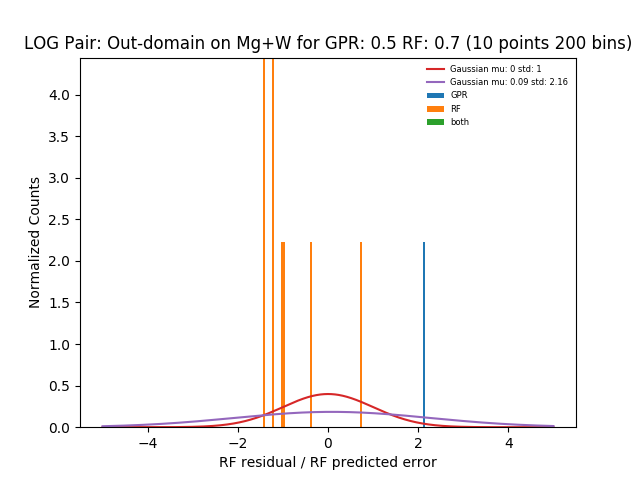 LOG Pair: Out-domain on Mg+W for GPR: 0.5 RF: 0.7 (10 points 200 bins)
Gaussian mu: 0 std: 1
Gaussian mu: 0.09 std: 2.16
GPR
RF
both
Normalized Counts
4.0
3.5
3.0
2.5
2.0
1.5
1.0
0.5
0.0
−4 −2 0 2 4
RF residual / RF predicted error